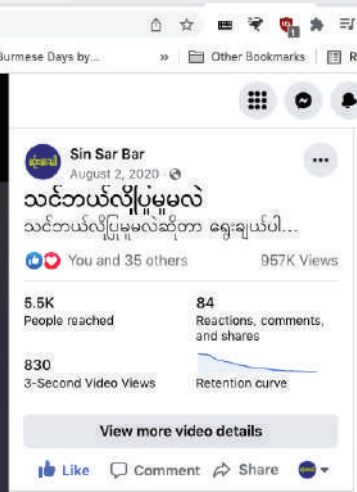 Burmese Days by...
»
Other Bookmarks
R
1
Sin Sar Bar
August 2, 2020 ·
သင်ဘယ်လိုပြုမူမလဲ
သင်ဘယ်လိုပြုမူမလဲဆိုတာ ရွေးချယ်ပါ...
You and 35 others 957K Views
5.5K
People reached
84
Reactions, comments,
and shares
830
3-Second Video Views
Retention curve
View more video details
Like Comment Share